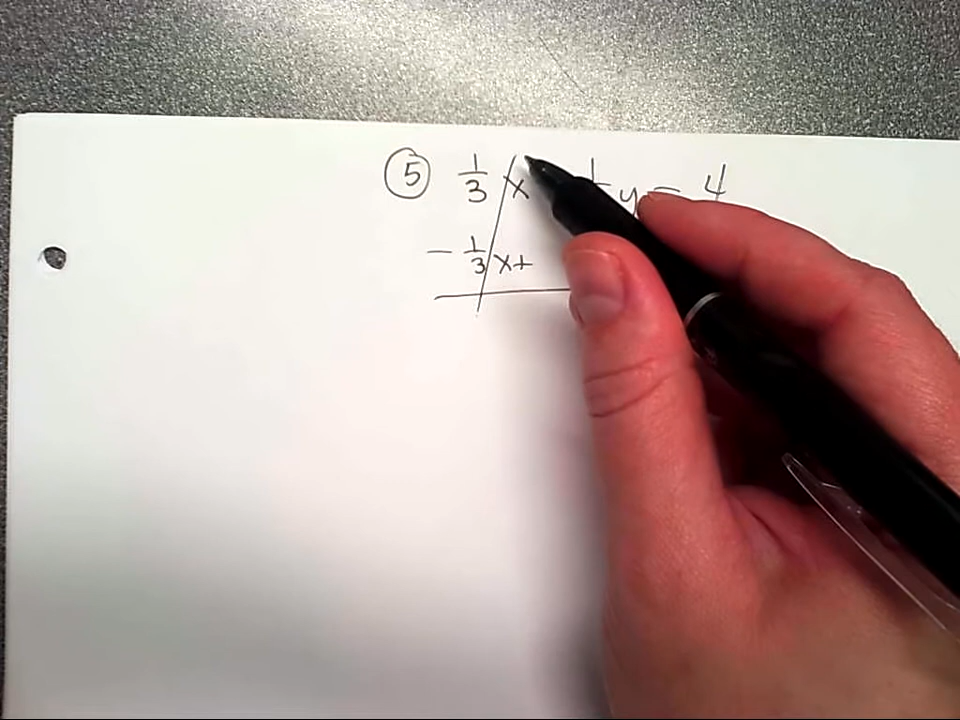 ⑤ 1/3 x y = 4
- 1/3 x +